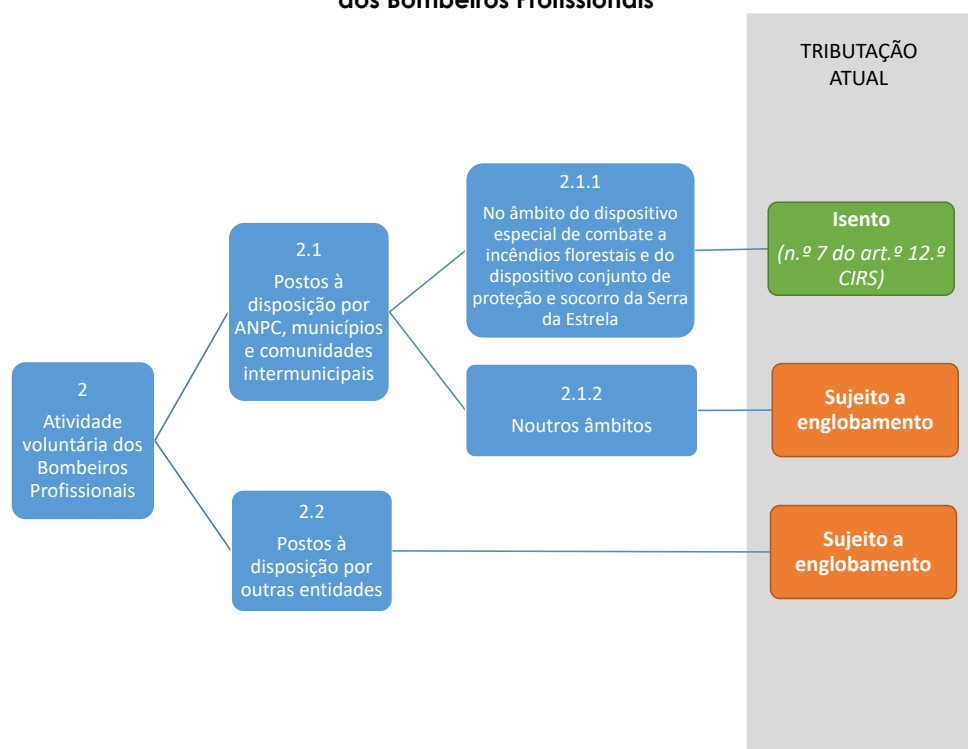 dos Bombeiros Profissionais
TRIBUTAÇÃO
ATUAL
2
Atividade
voluntária dos
Bombeiros
Profissionais
2.1
Postos à
disposição por
ANPC, municípios
e comunidades
intermunicipais
2.1.1
No âmbito do dispositivo
especial de combate a
incêndios florestais e do
dispositivo conjunto de
proteção e socorro da Serra
da Estrela
Isento
(n.º 7 do art.º 12.º
CIRS)
2.1.2
Noutros âmbitos
Sujeito a
englobamento
2.2
Postos à
disposição por
outras entidades
Sujeito a
englobamento